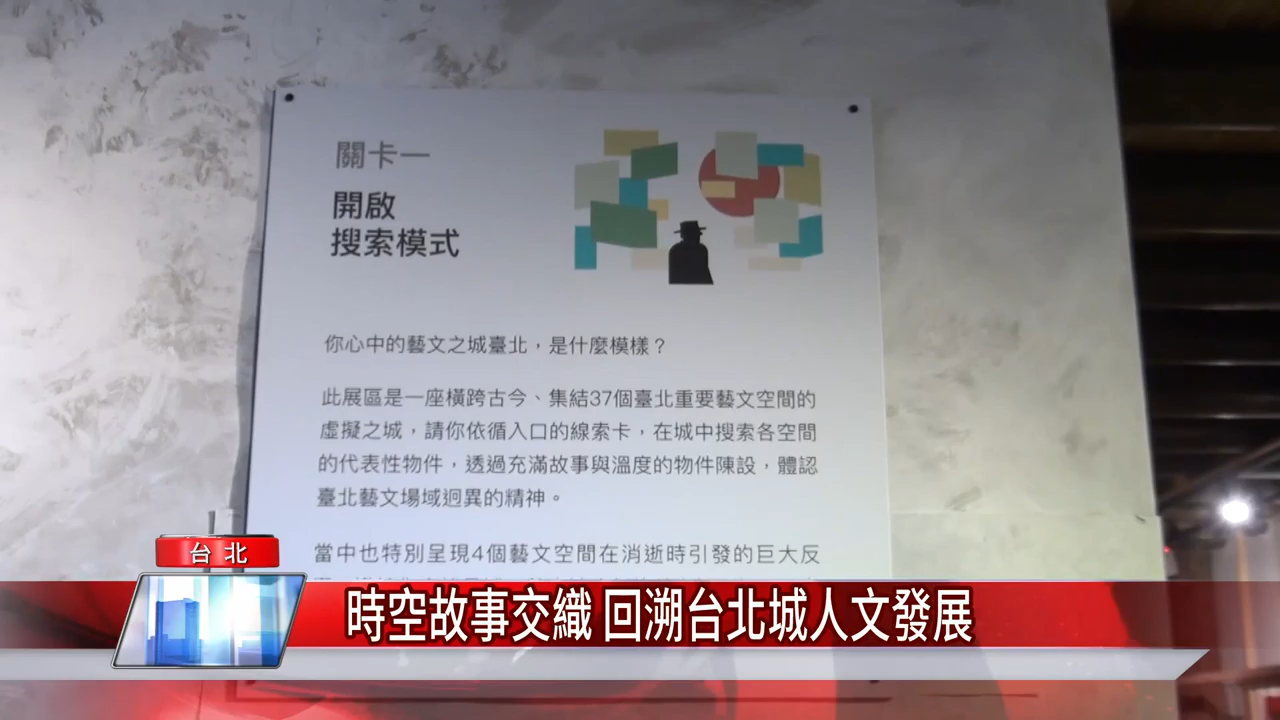 關卡一
開啟
搜索模式
你心中的藝文之城臺北，是什麼模樣？
此展區是一座橫跨古今、集結37個臺北重要藝文空間的
虛擬之城，請你依循入口的線索卡，在城中搜索各空間
的代表性物件，透過充滿故事與溫度的物件陳設，體認
臺北藝文場域迥異的精神。
當中也特別呈現4個藝文空間在消逝時引發的巨大反
台北
時空故事交織 回溯台北城人文發展